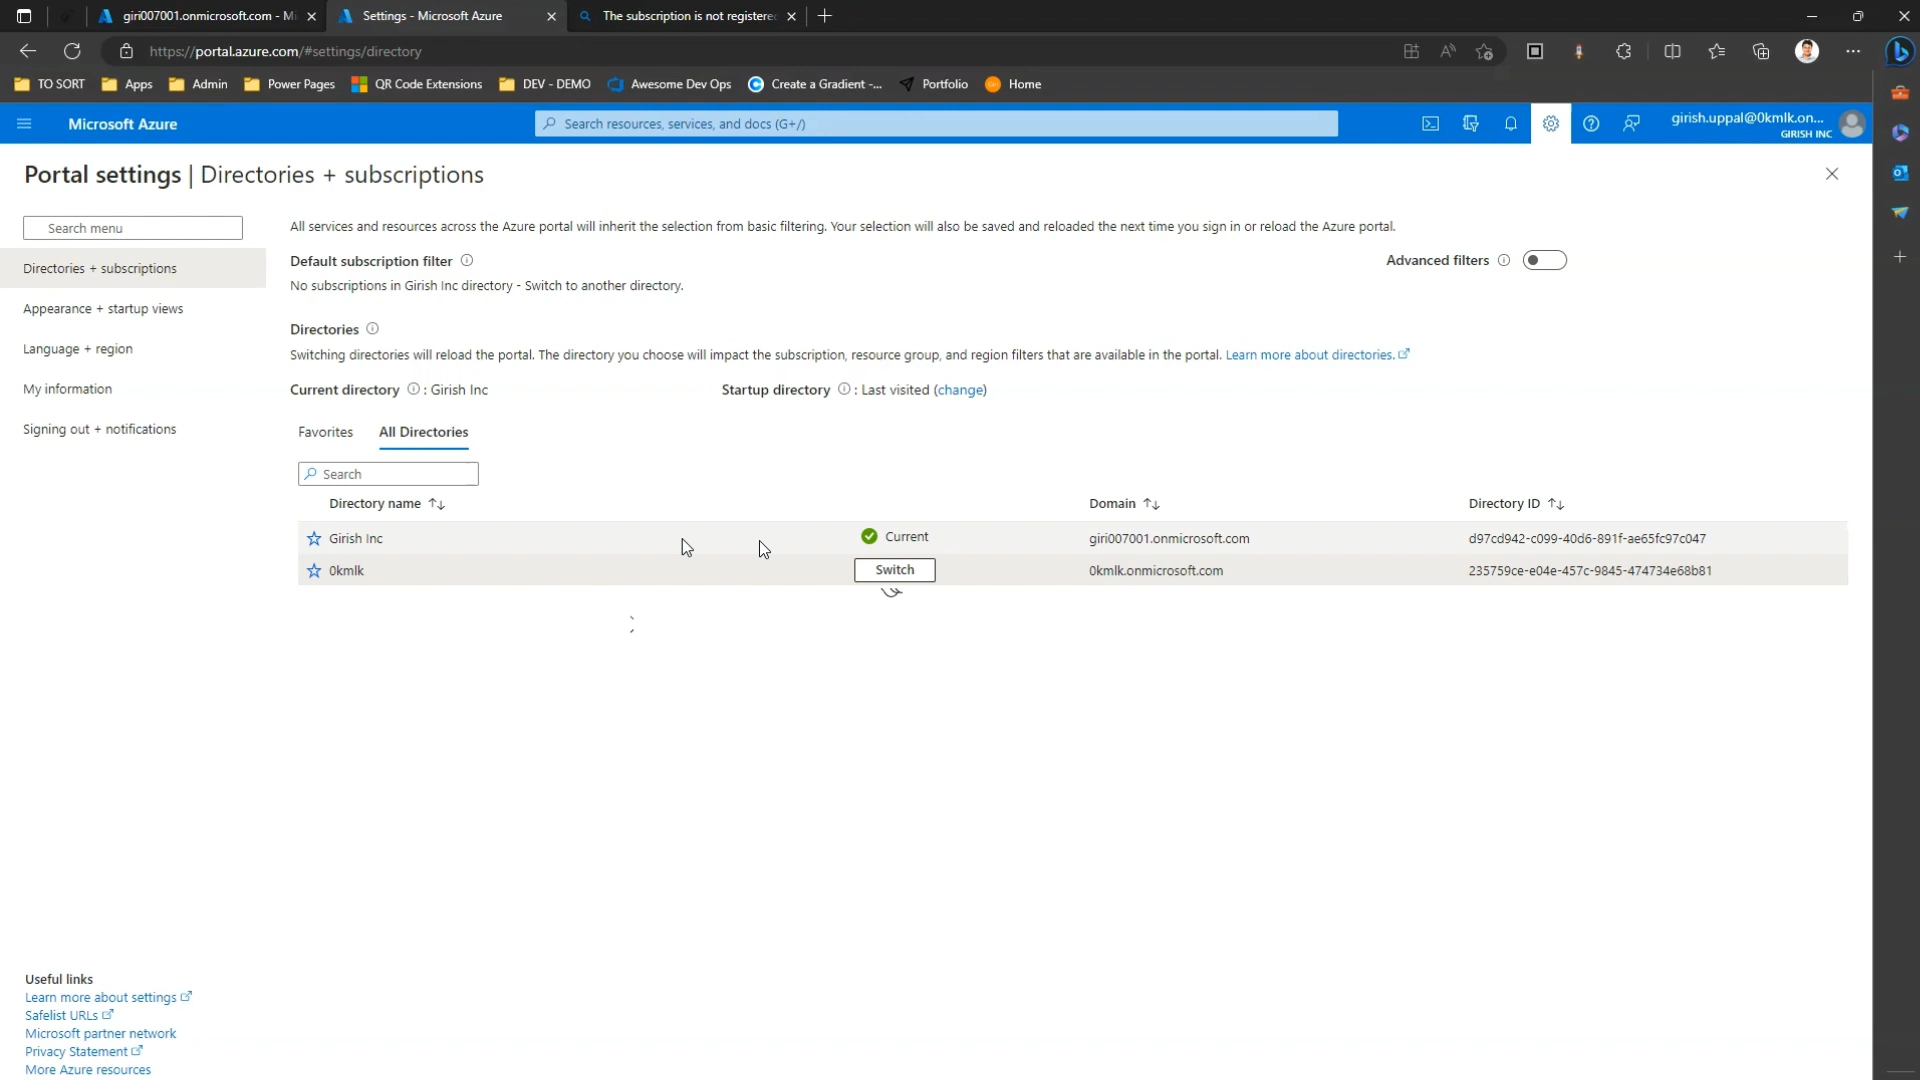 giri007001.onmicrosoft.com - Mi
Settings - Microsoft Azure
The subscription is not registere
https://portal.azure.com/#settings/directory
TO SORT
Apps
Admin
Power Pages
QR Code Extensions
DEV - DEMO
Awesome Dev Ops
Create a Gradient -...
Portfolio
Home
Microsoft Azure
Search resources, services, and docs (G+/)
girish.uppal@0kmlk.on...
GIRISH INC
Portal settings | Directories + subscriptions
Search menu
Directories + subscriptions
Appearance + startup views
Language + region
My information
Signing out + notifications
All services and resources across the Azure portal will inherit the selection from basic filtering. Your selection will also be saved and reloaded the next time you sign in or reload the Azure portal.
Default subscription filter
Advanced filters
No subscriptions in Girish Inc directory - Switch to another directory.
Directories
Switching directories will reload the portal. The directory you choose will impact the subscription, resource group, and region filters that are available in the portal. Learn more about directories.
Current directory : Girish Inc
Startup directory : Last visited (change)
Favorites
All Directories
Search
Directory name
Domain
Directory ID
Girish Inc
Current
giri007001.onmicrosoft.com
d97cd942-c099-40d6-891f-ae65fc97c047
0kmlk
Switch
0kmlk.onmicrosoft.com
235759ce-e04e-457c-9845-474734e68b81
Useful links
Learn more about settings
Safelist URLs
Microsoft partner network
Privacy Statement
More Azure resources